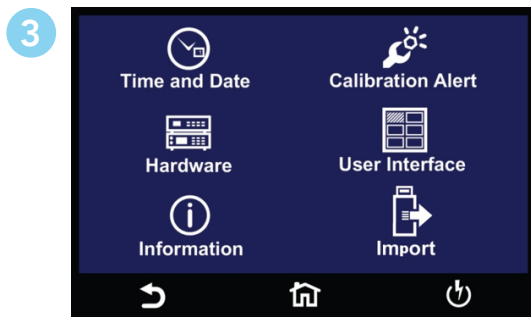 3
Time and Date
Calibration Alert
Hardware
User Interface
Information
Import